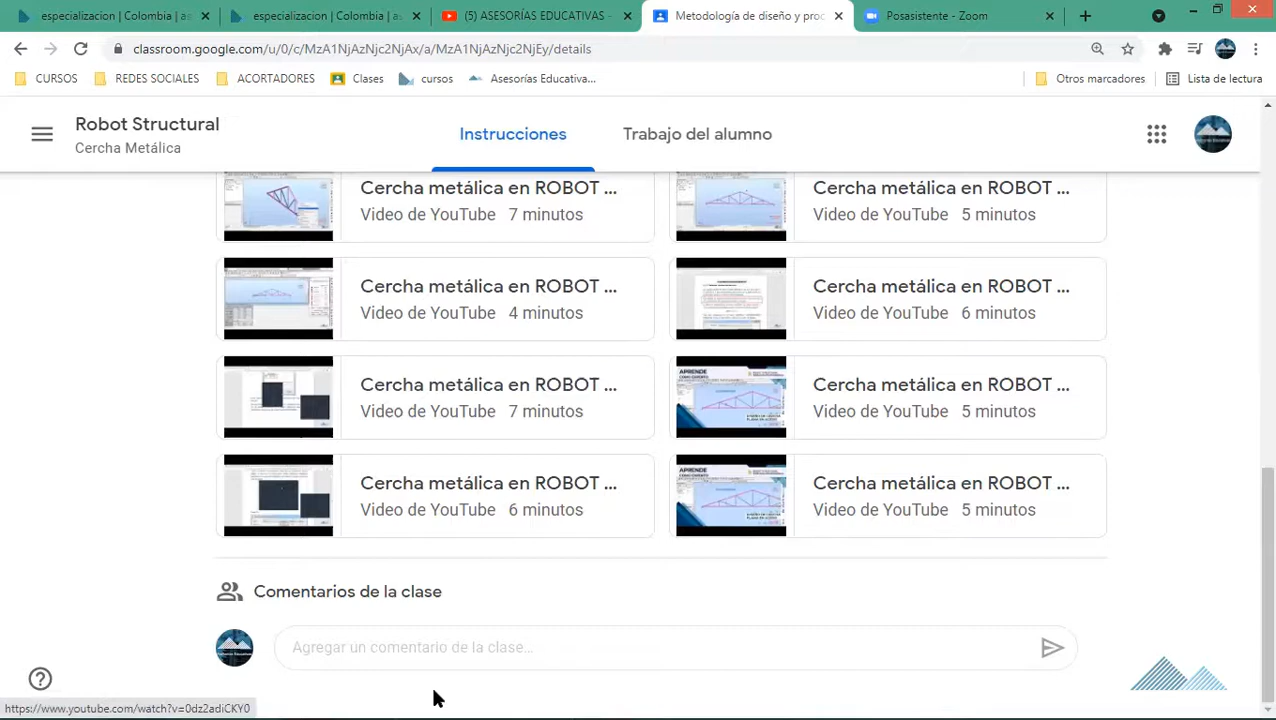 especializacion | Colombia | as
especializacion | Colombia | as
(5) ASESORÍAS EDUCATIVAS -
Metodología de diseño y proc
Posasistente - Zoom
classroom.google.com/u/0/c/MzA1NjAzNjc2NjAx/a/MzA1NjAzNjc2NjEy/details
CURSOS
REDES SOCIALES
ACORTADORES
Clases
cursos
Asesorías Educativa...
Otros marcadores
Lista de lectura
Robot Structural
Cercha Metálica
Instrucciones
Trabajo del alumno
Cercha metálica en ROBOT ...
Video de YouTube 7 minutos
Cercha metálica en ROBOT ...
Video de YouTube 5 minutos
Cercha metálica en ROBOT ...
Video de YouTube 4 minutos
Cercha metálica en ROBOT ...
Video de YouTube 6 minutos
Cercha metálica en ROBOT ...
Video de YouTube 7 minutos
APRENDE
Cercha metálica en ROBOT ...
Video de YouTube 5 minutos
Cercha metálica en ROBOT ...
Video de YouTube 6 minutos
APRENDE
Cercha metálica en ROBOT ...
Video de YouTube 5 minutos
Comentarios de la clase
Agregar un comentario de la clase...
https://www.youtube.com/watch?v=0dz2adiCKY0